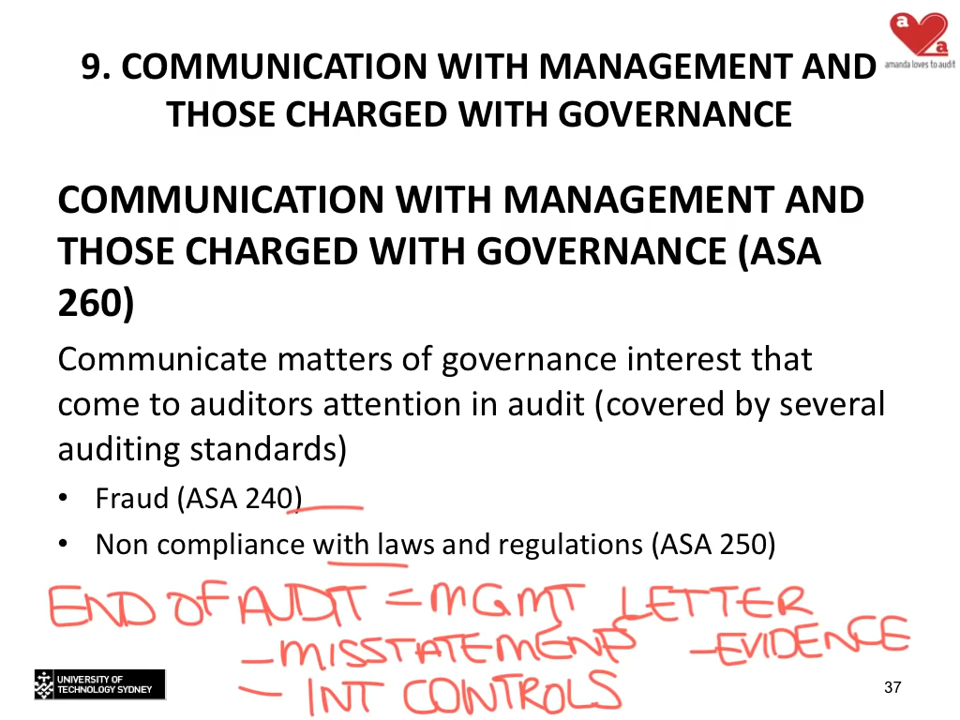 a
a
amanda loves to audit
9. COMMUNICATION WITH MANAGEMENT AND
THOSE CHARGED WITH GOVERNANCE
COMMUNICATION WITH MANAGEMENT AND
THOSE CHARGED WITH GOVERNANCE (ASA
260)
Communicate matters of governance interest that
come to auditors attention in audit (covered by several
auditing standards)
• Fraud (ASA 240)
• Non compliance with laws and regulations (ASA 250)
END OF AUDIT = MGMT LETTER
- MISSTATEMENTS - EVIDENCE
- INT CONTROLS
UNIVERSITY OF
TECHNOLOGY SYDNEY
37